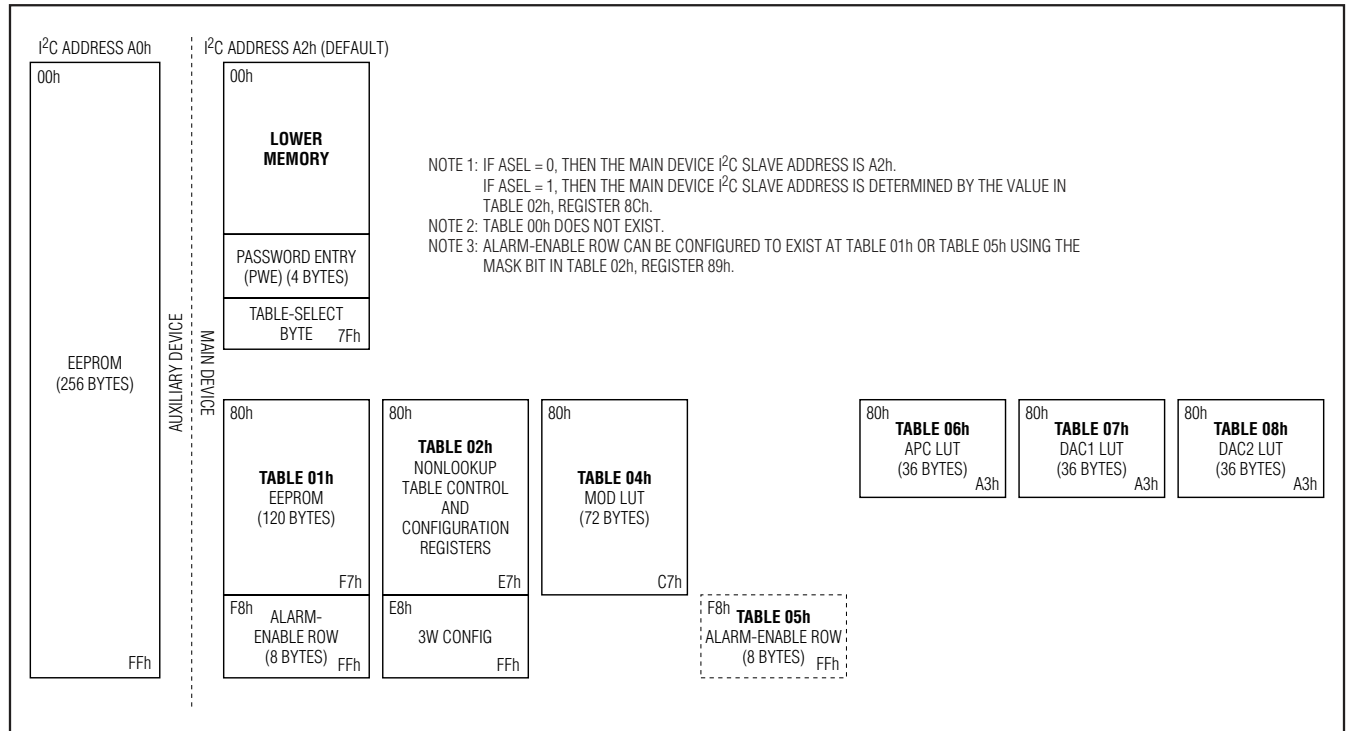 I²C ADDRESS A0h
00h
EEPROM
(256 BYTES)
FFh
AUXILIARY DEVICE
MAIN DEVICE
I²C ADDRESS A2h (DEFAULT)
00h
LOWER
MEMORY
PASSWORD ENTRY
(PWE) (4 BYTES)
TABLE-SELECT
BYTE 7Fh
NOTE 1: IF ASEL = 0, THEN THE MAIN DEVICE I²C SLAVE ADDRESS IS A2h.
IF ASEL = 1, THEN THE MAIN DEVICE I²C SLAVE ADDRESS IS DETERMINED BY THE VALUE IN
TABLE 02h, REGISTER 8Ch.
NOTE 2: TABLE 00h DOES NOT EXIST.
NOTE 3: ALARM-ENABLE ROW CAN BE CONFIGURED TO EXIST AT TABLE 01h OR TABLE 05h USING THE
MASK BIT IN TABLE 02h, REGISTER 89h.
80h
TABLE 01h
EEPROM
(120 BYTES)
F7h
F8h
ALARM-
ENABLE ROW
(8 BYTES) FFh
80h
TABLE 02h
NONLOOKUP
TABLE CONTROL
AND
CONFIGURATION
REGISTERS
E7h
E8h
3W CONFIG
FFh
80h
TABLE 04h
MOD LUT
(72 BYTES)
C7h
F8h TABLE 05h
ALARM-ENABLE ROW
(8 BYTES) FFh
80h
TABLE 06h
APC LUT
(36 BYTES)
A3h
80h
TABLE 07h
DAC1 LUT
(36 BYTES)
A3h
80h
TABLE 08h
DAC2 LUT
(36 BYTES)
A3h